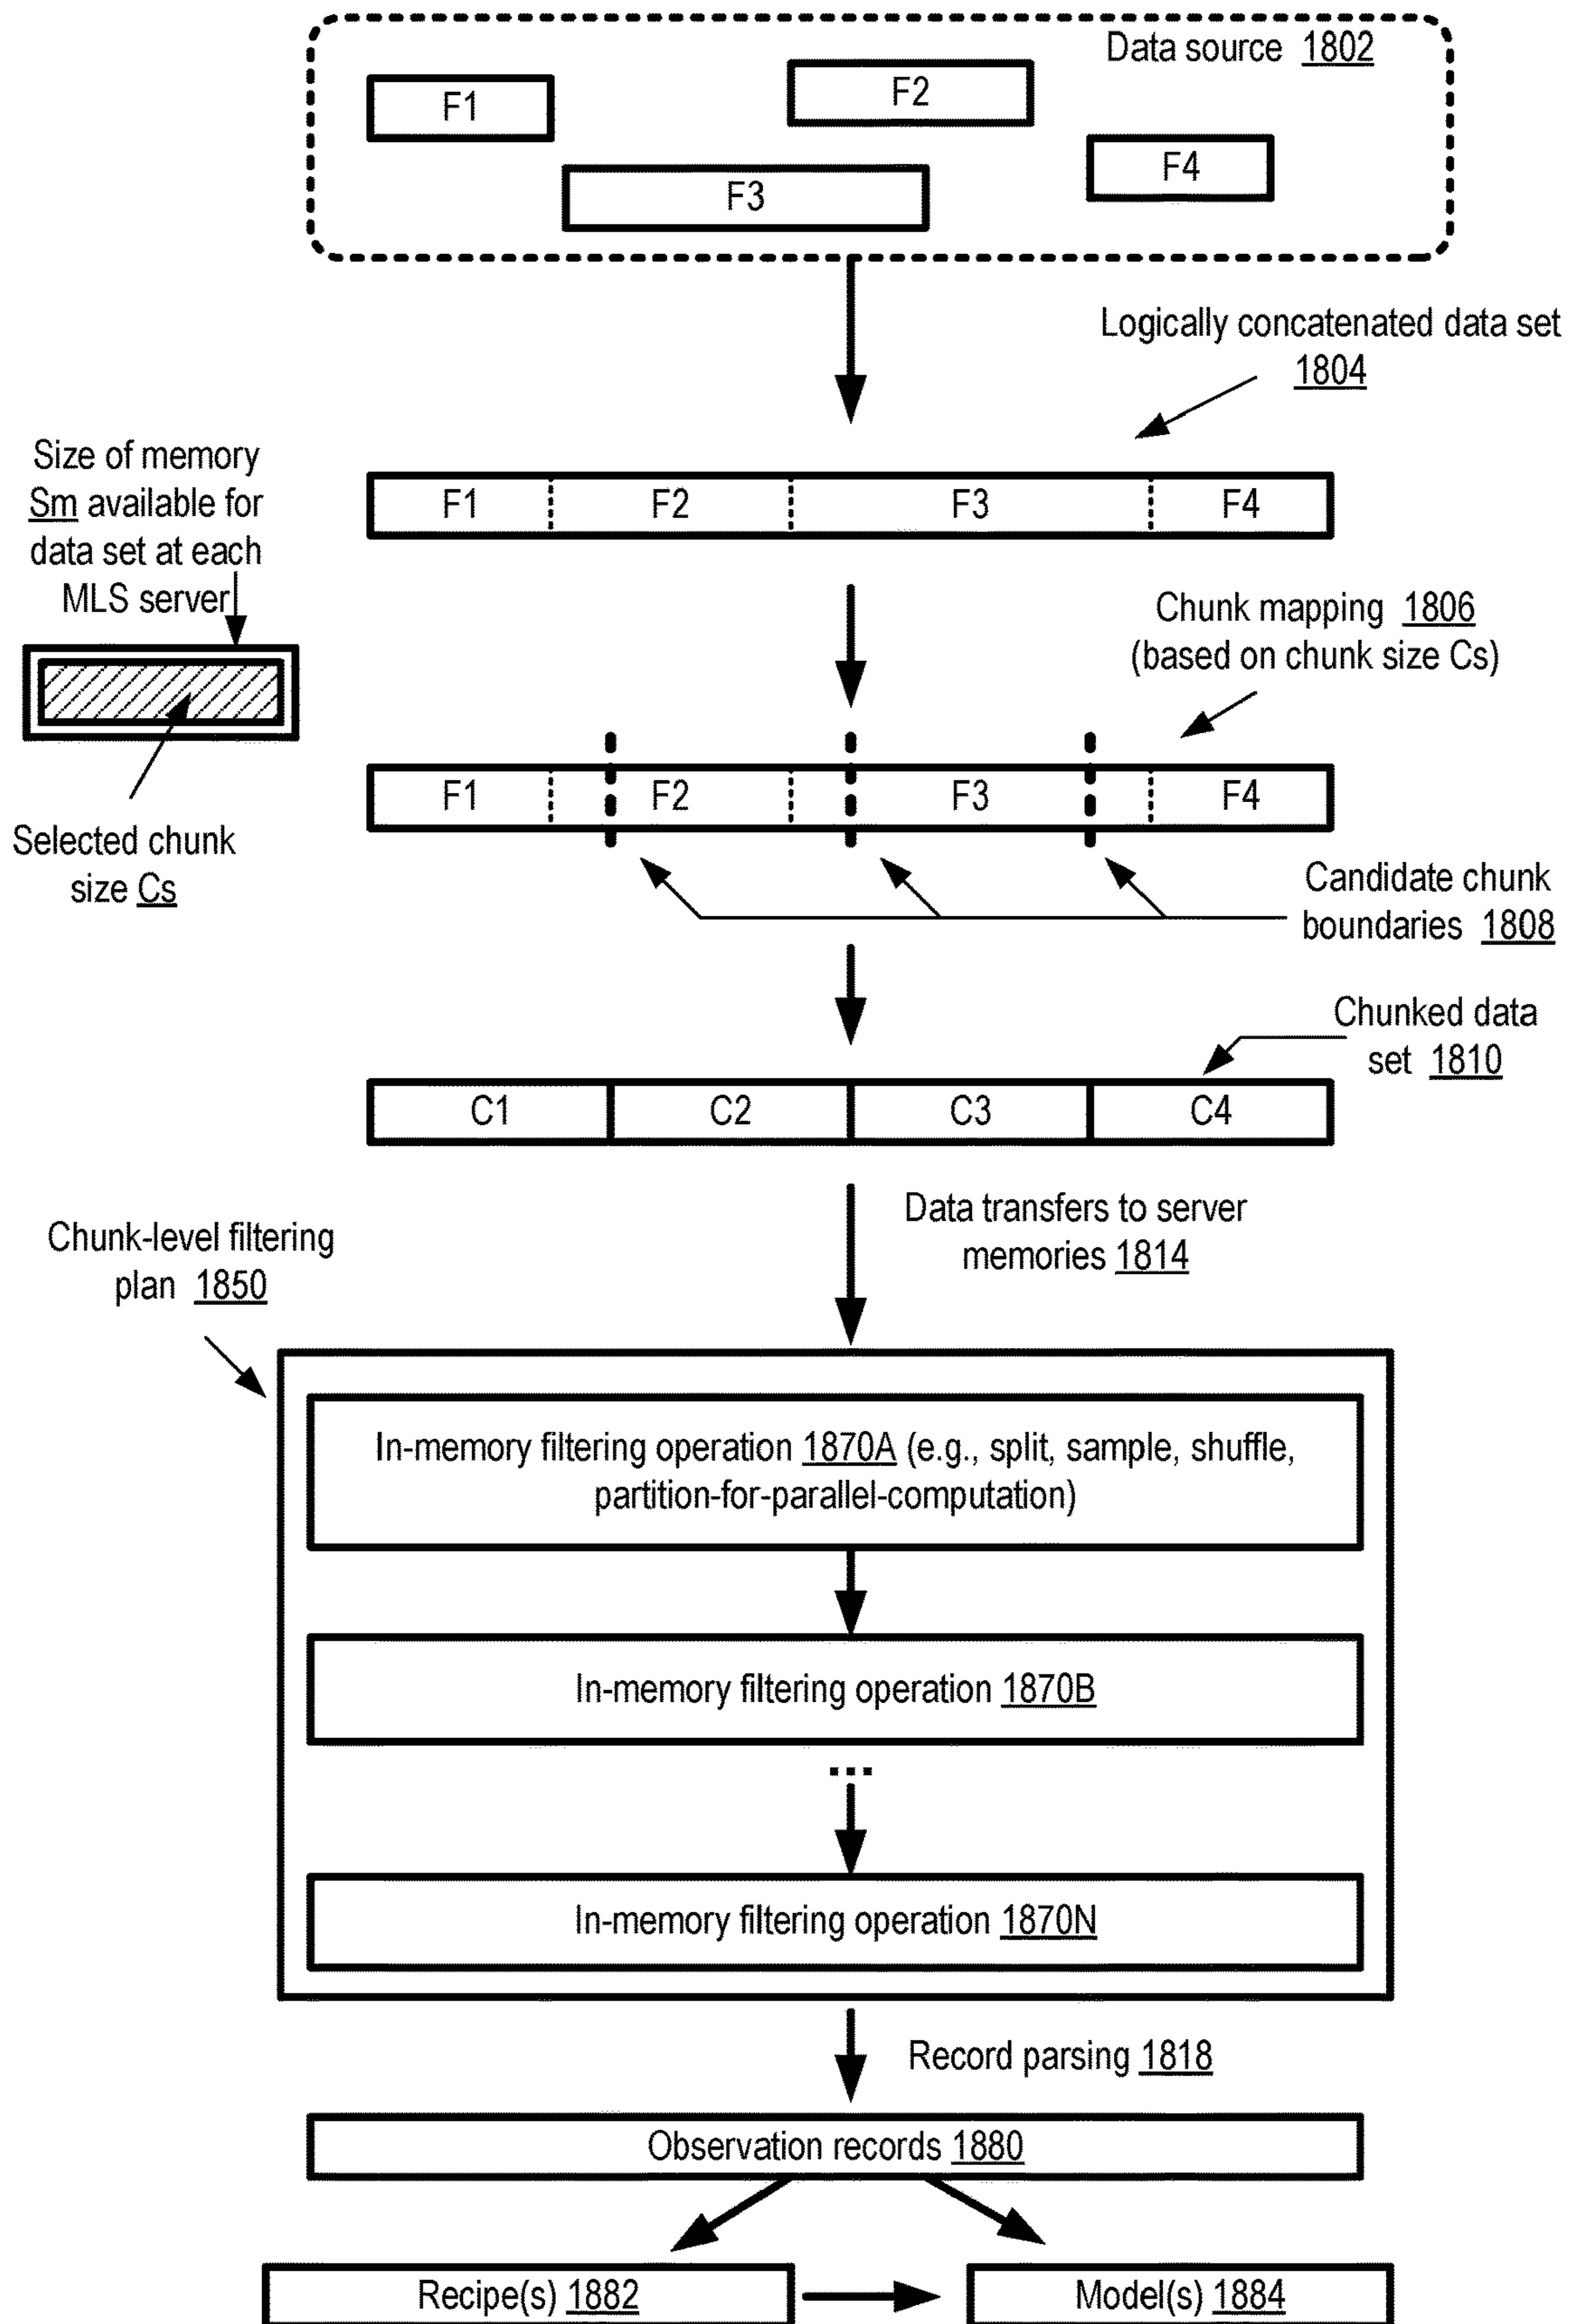 Data source 1802
F1
F2
F3
F4
Logically concatenated data set
1804
Size of memory
Sm available for
data set at each
MLS server
F1 F2 F3 F4
Chunk mapping 1806
(based on chunk size Cs)
F1 F2 F3 F4
Selected chunk
size Cs
Candidate chunk
boundaries 1808
Chunked data
set 1810
C1 C2 C3 C4
Data transfers to server
memories 1814
Chunk-level filtering
plan 1850
In-memory filtering operation 1870A (e.g., split, sample, shuffle,
partition-for-parallel-computation)
In-memory filtering operation 1870B
...
In-memory filtering operation 1870N
Record parsing 1818
Observation records 1880
Recipe(s) 1882
Model(s) 1884